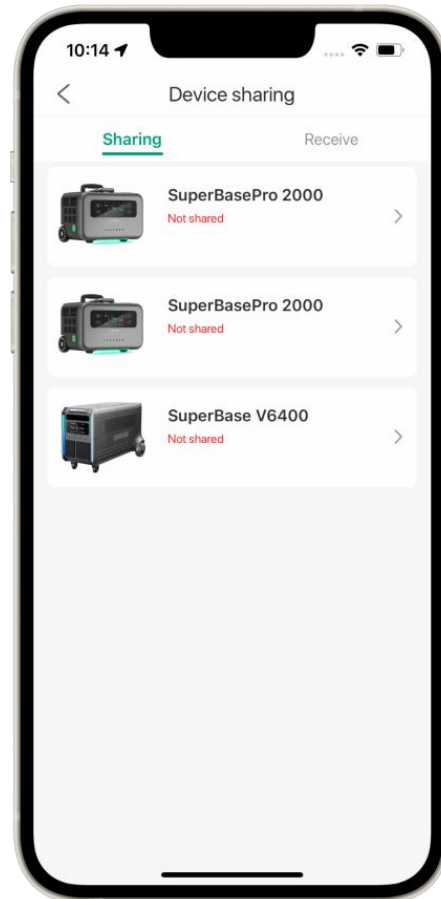 10:14
Device sharing
Sharing
Receive
SuperBasePro 2000
Not shared
SuperBasePro 2000
Not shared
SuperBase V6400
Not shared